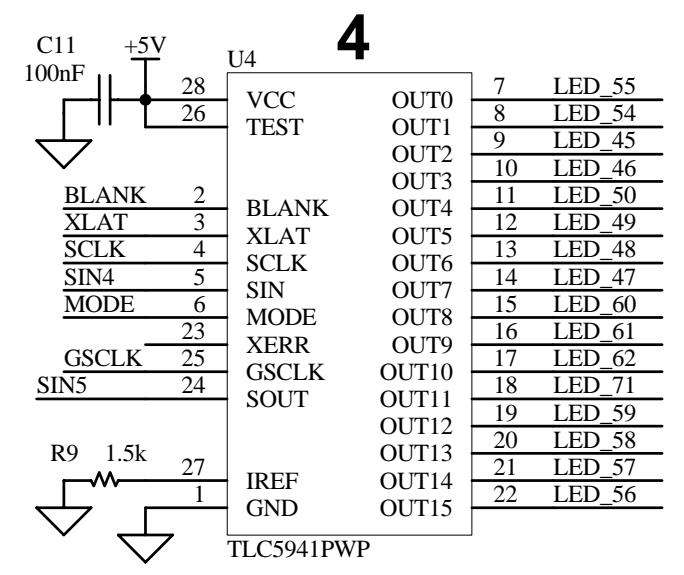 4
C11
100nF
+5V
U4
28 VCC OUT0 7 LED_55
26 TEST OUT1 8 LED_54
OUT2 9 LED_45
OUT3 10 LED_46
BLANK 2 BLANK OUT4 11 LED_50
XLAT 3 XLAT OUT5 12 LED_49
SCLK 4 SCLK OUT6 13 LED_48
SIN4 5 SIN OUT7 14 LED_47
MODE 6 MODE OUT8 15 LED_60
23 XERR OUT9 16 LED_61
GSCLK 25 GSCLK OUT10 17 LED_62
SIN5 24 SOUT OUT11 18 LED_71
OUT12 19 LED_59
OUT13 20 LED_58
R9 1.5k 27 IREF OUT14 21 LED_57
1 GND OUT15 22 LED_56
TLC5941PWP